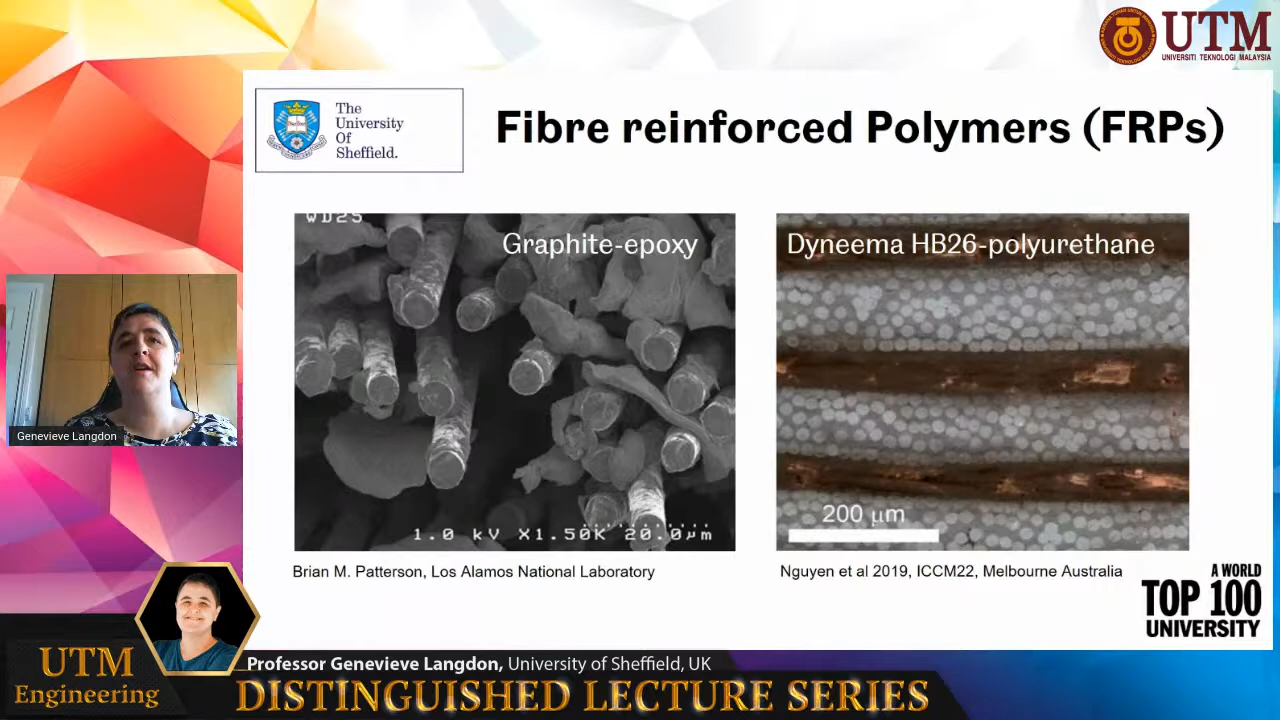 UTM
UNIVERSITI TEKNOLOGI MALAYSIA
The
University
Of
Sheffield.
Fibre reinforced Polymers (FRPs)
WD25
Graphite-epoxy
1.0 kV X1.50K 20.0μm
Dyneema HB26-polyurethane
200 μm
Brian M. Patterson, Los Alamos National Laboratory
Nguyen et al 2019, ICCM22, Melbourne Australia
Genevieve Langdon
A WORLD
TOP 100
UNIVERSITY
UTM
Engineering
Professor Genevieve Langdon, University of Sheffield, UK
DISTINGUISHED LECTURE SERIES